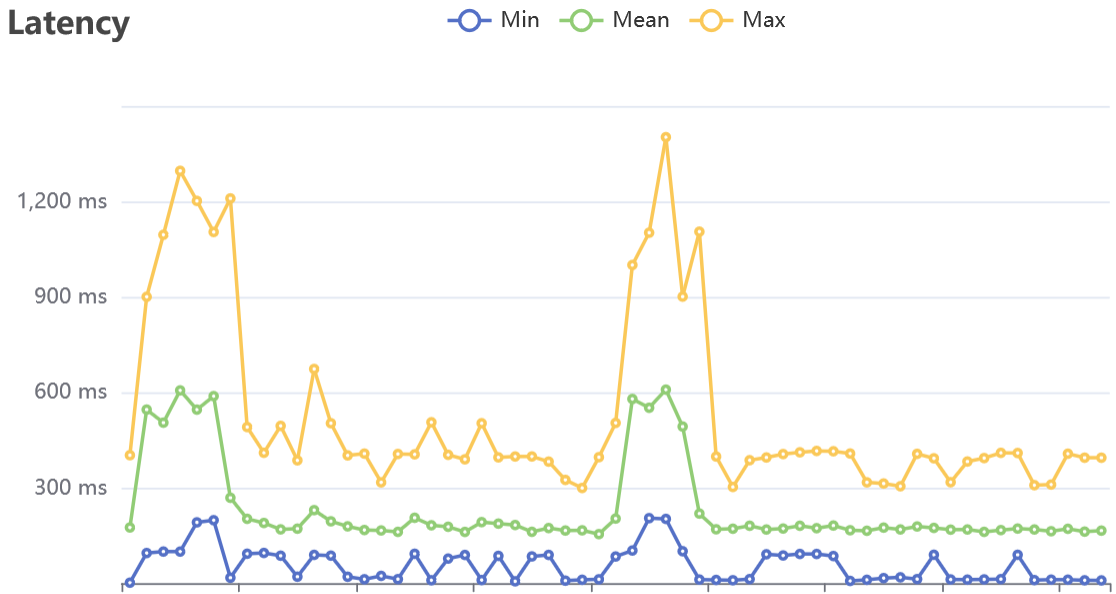 Latency
Min Mean Max
1,200 ms
900 ms
600 ms
300 ms